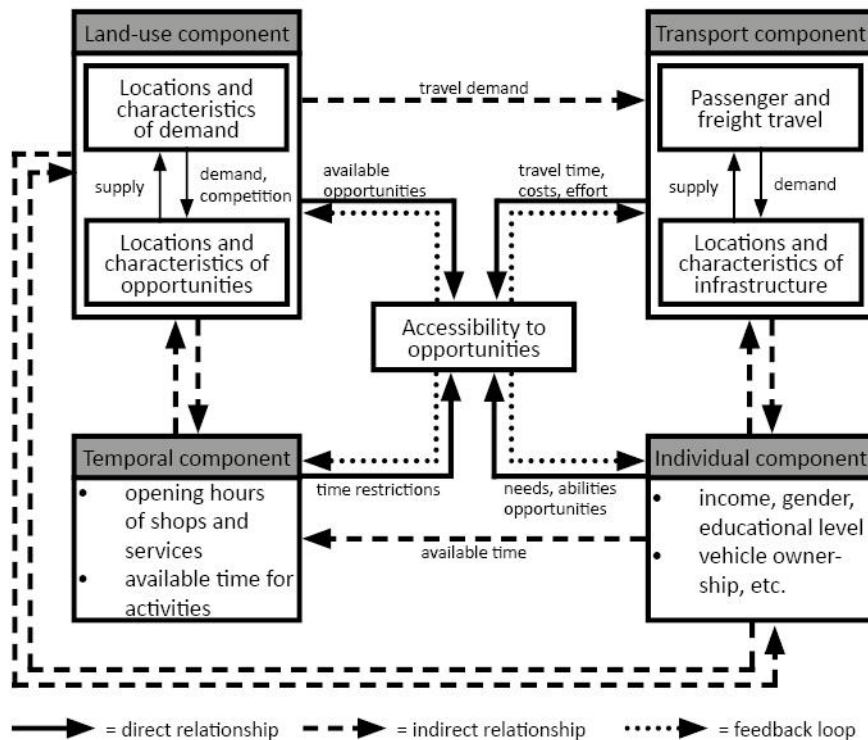 Land-use component
Transport component
Locations and
characteristics
of demand
travel demand
Passenger and
freight travel
supply
demand,
competition
available
opportunities
travel time,
costs, effort
supply
demand
Locations and
characteristics of
opportunities
Locations and
characteristics of
infrastructure
Accessibility to
opportunities
Temporal component
Individual component
• opening hours
of shops and
services
• available time for
activities
time restrictions
needs, abilities
opportunities
available time
• income, gender,
educational level
• vehicle owner-
ship, etc.
= direct relationship
= indirect relationship
= feedback loop